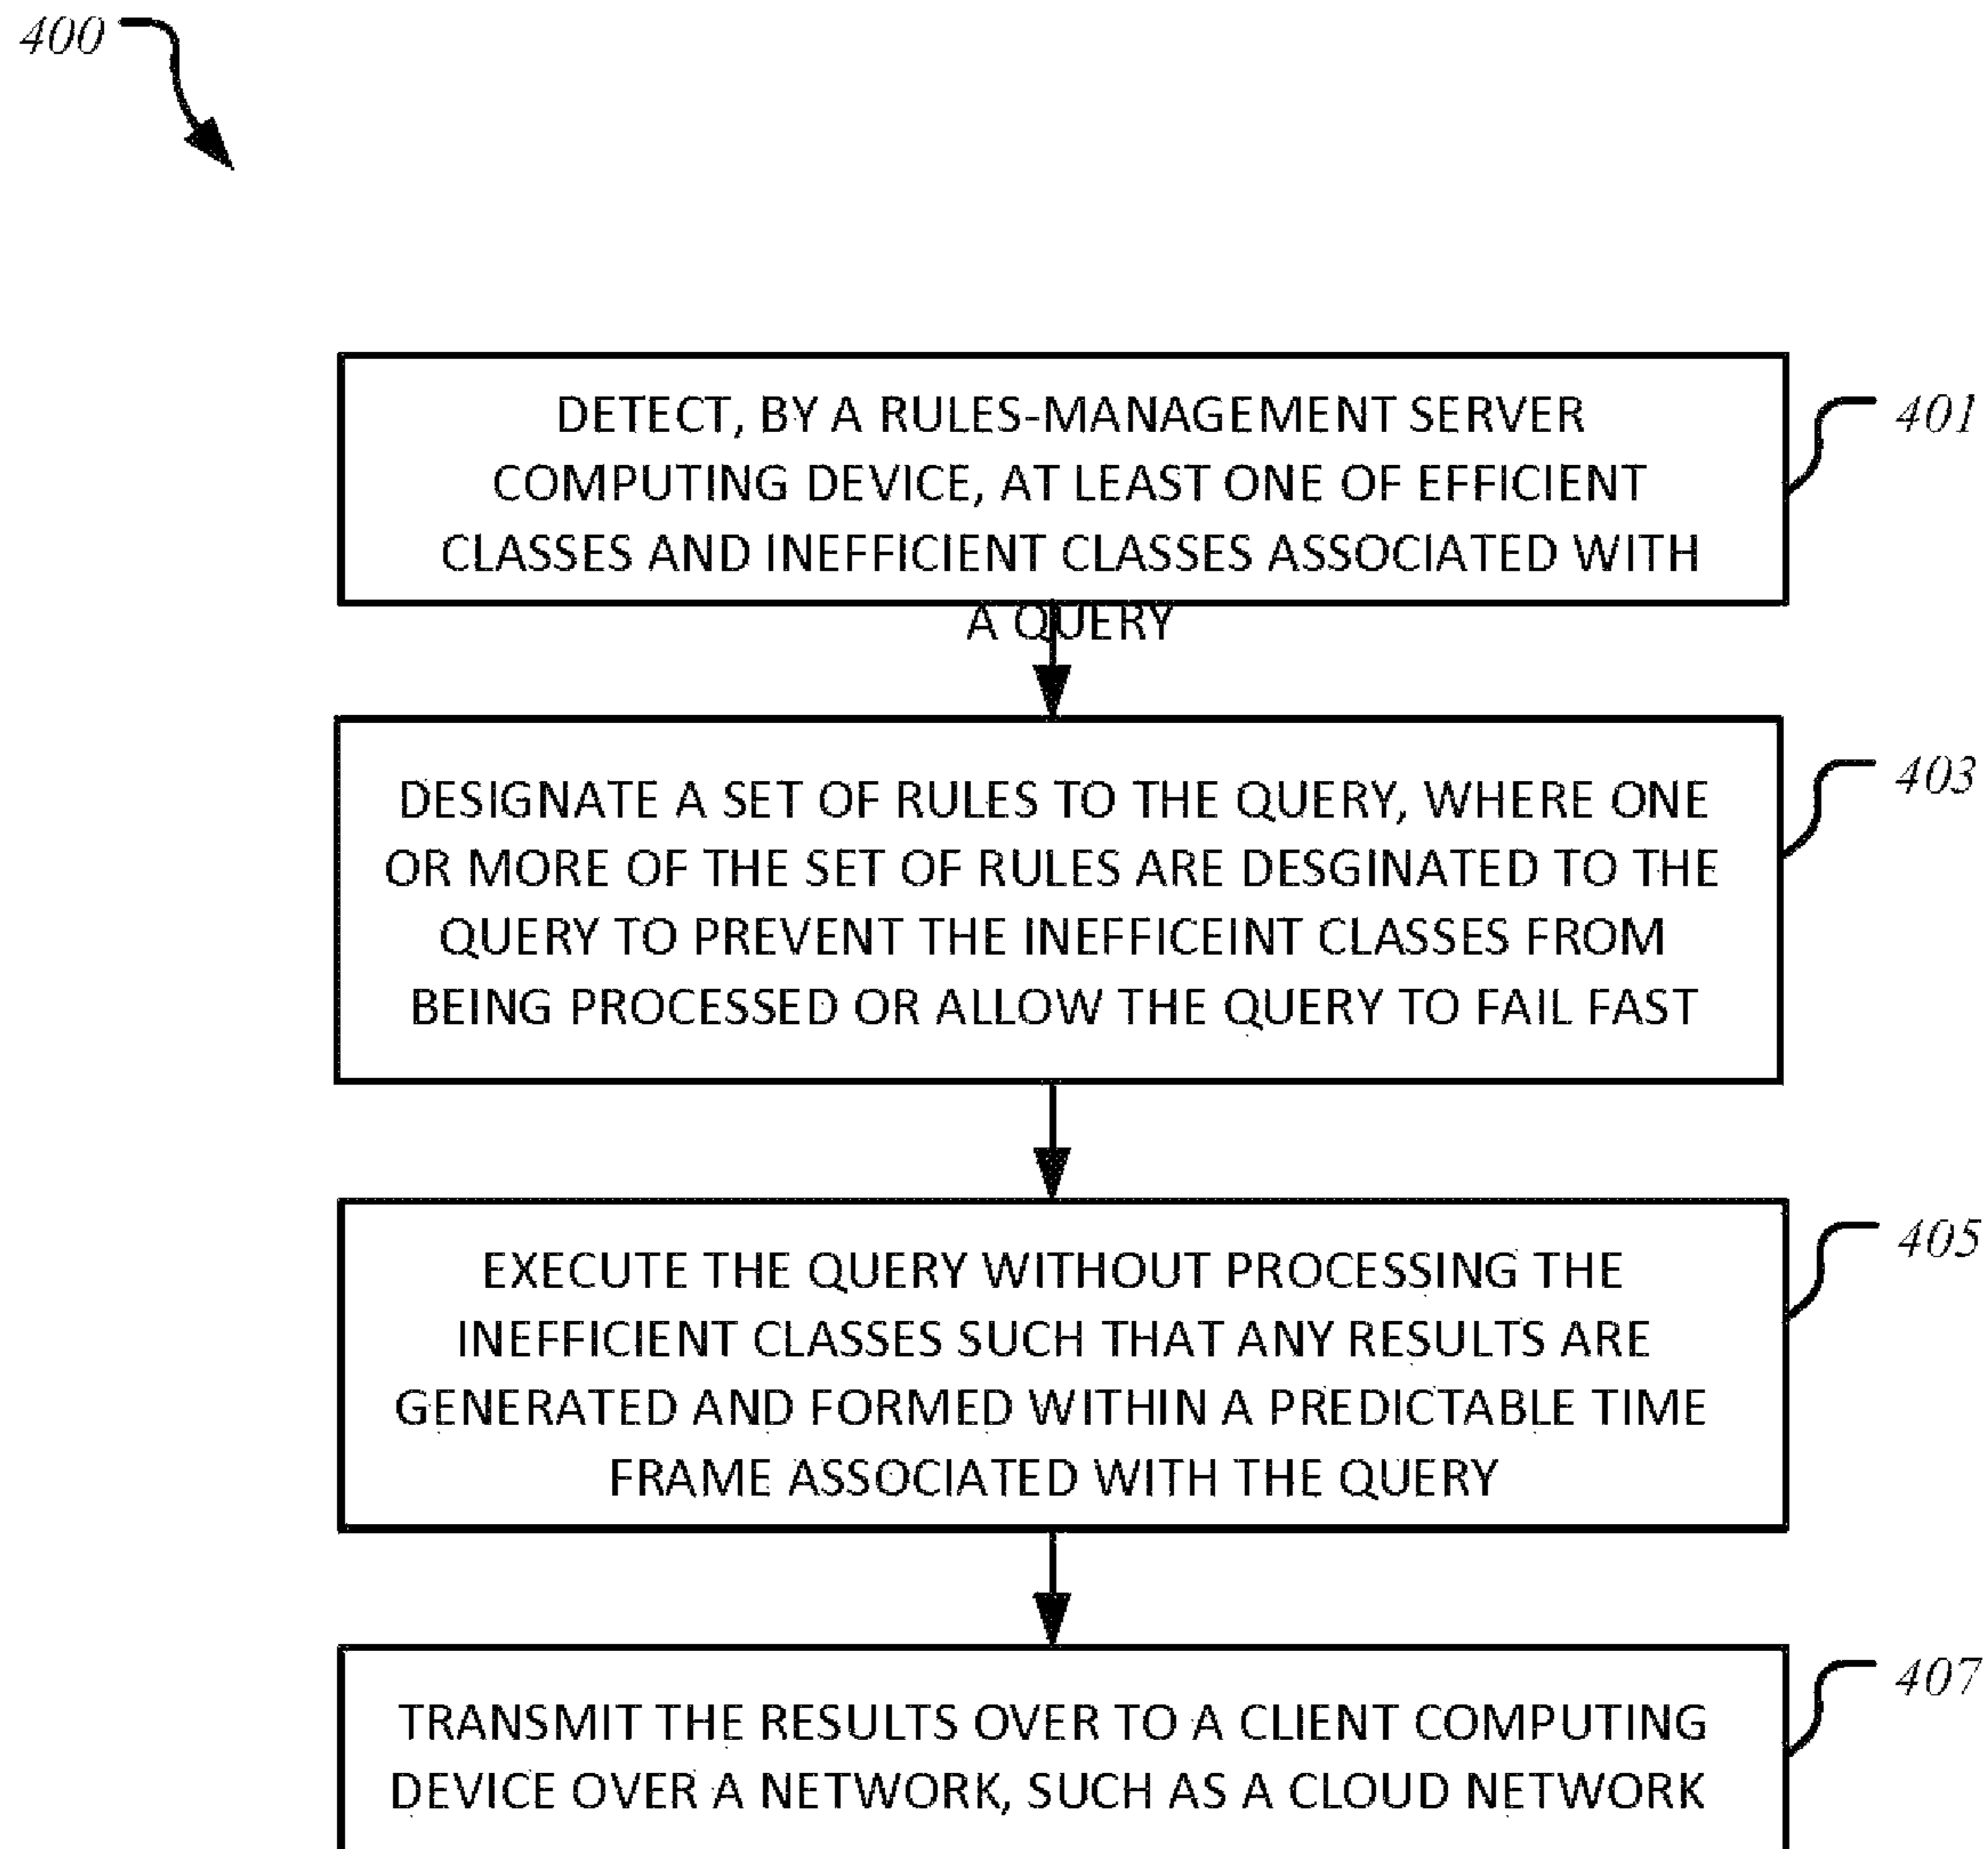 400
DETECT, BY A RULES-MANAGEMENT SERVER
COMPUTING DEVICE, AT LEAST ONE OF EFFICIENT
CLASSES AND INEFFICIENT CLASSES ASSOCIATED WITH
A QUERY
401
DESIGNATE A SET OF RULES TO THE QUERY, WHERE ONE
OR MORE OF THE SET OF RULES ARE DESGINATED TO THE
QUERY TO PREVENT THE INEFFICEINT CLASSES FROM
BEING PROCESSED OR ALLOW THE QUERY TO FAIL FAST
403
EXECUTE THE QUERY WITHOUT PROCESSING THE
INEFFICIENT CLASSES SUCH THAT ANY RESULTS ARE
GENERATED AND FORMED WITHIN A PREDICTABLE TIME
FRAME ASSOCIATED WITH THE QUERY
405
TRANSMIT THE RESULTS OVER TO A CLIENT COMPUTING
DEVICE OVER A NETWORK, SUCH AS A CLOUD NETWORK
407